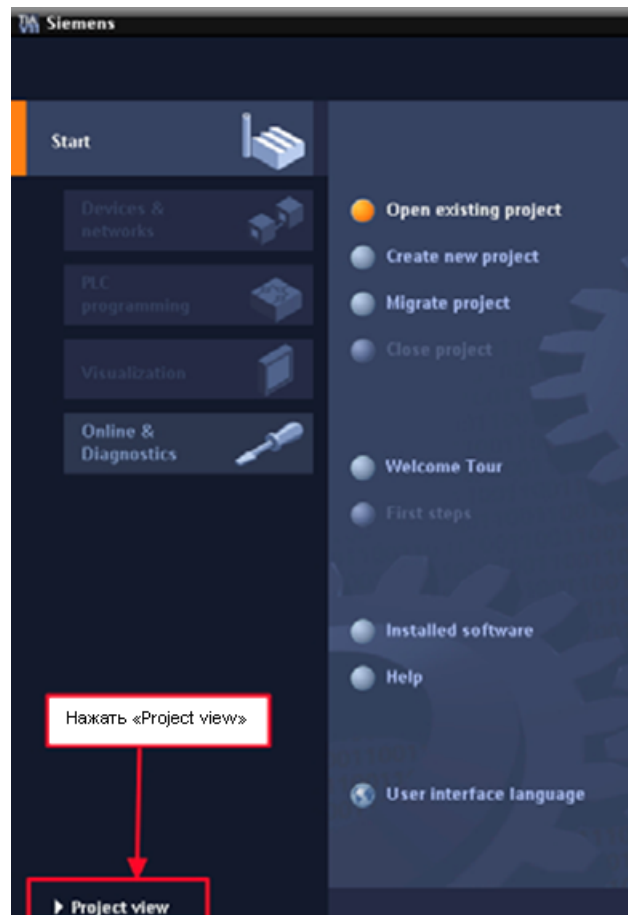 Siemens
Start
Devices &
networks
PLC
programming
Visualization
Online &
Diagnostics
Open existing project
Create new project
Migrate project
Close project
Welcome Tour
First steps
Installed software
Help
User interface language
Нажать «Project view»
Project view